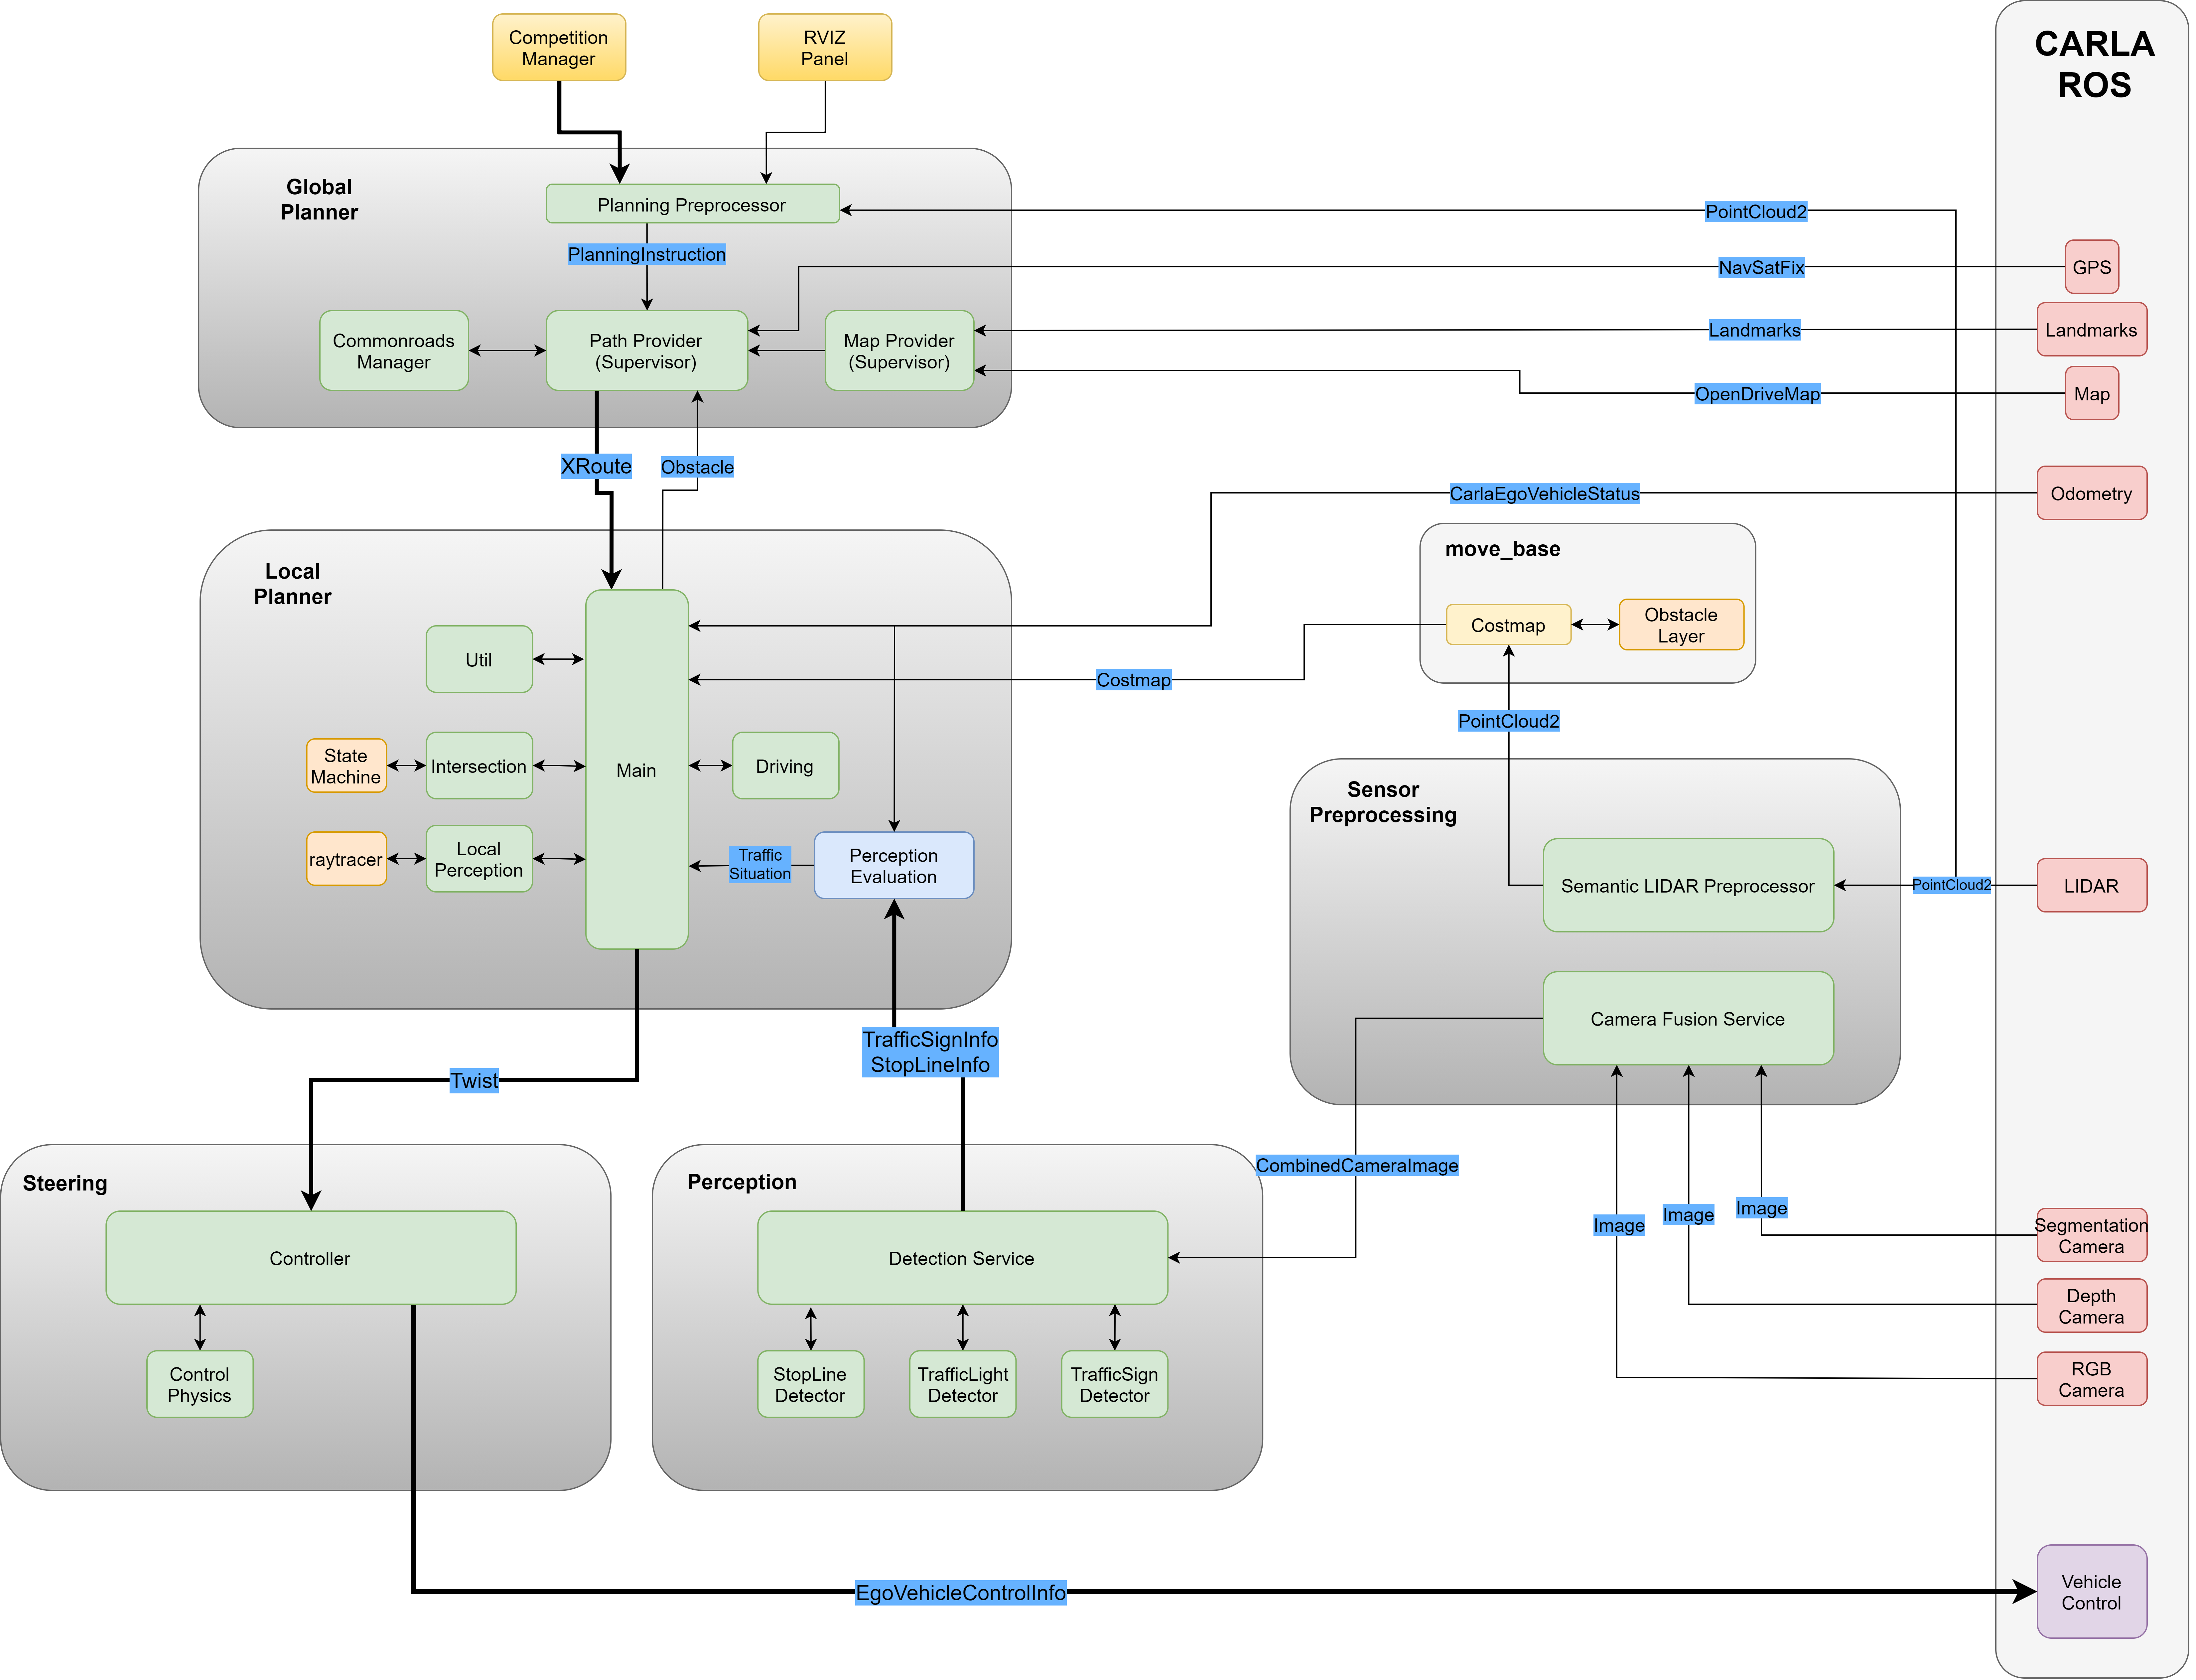 Competition
Manager
RVIZ
Panel
CARLA
ROS
Global
Planner
Planning Preprocessor
PointCloud2
PlanningInstruction
NavSatFix
GPS
Commonroads
Manager
Path Provider
(Supervisor)
Map Provider
(Supervisor)
Landmarks
Landmarks
OpenDriveMap
Map
XRoute
Obstacle
CarlaEgoVehicleStatus
Odometry
Local
Planner
move_base
Costmap
Obstacle
Layer
Util
Costmap
PointCloud2
State
Machine
Intersection
Main
Driving
Sensor
Preprocessing
raytracer
Local
Perception
Traffic
Situation
Perception
Evaluation
Semantic LIDAR Preprocessor
PointCloud2
LIDAR
Camera Fusion Service
TrafficSignInfo
StopLineInfo
Twist
CombinedCameraImage
Steering
Perception
Image
Image
Image
Segmentation
Camera
Controller
Detection Service
Depth
Camera
Control
Physics
StopLine
Detector
TrafficLight
Detector
TrafficSign
Detector
RGB
Camera
EgoVehicleControlInfo
Vehicle
Control